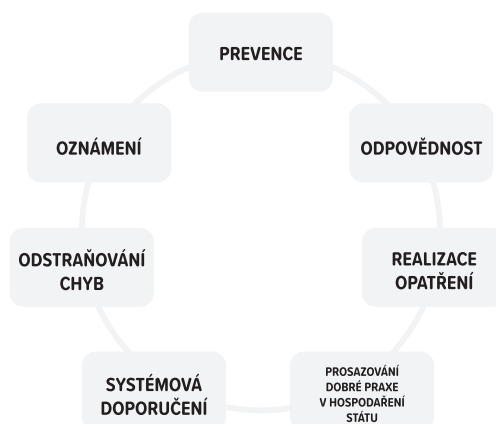 PREVENCE
OZNÁMENÍ
ODPOVĚDNOST
ODSTRAŇOVÁNÍ
CHYB
REALIZACE
OPATŘENÍ
SYSTÉMOVÁ
DOPORUČENÍ
PROSAZOVÁNÍ
DOBRÉ PRAXE
V HOSPODAŘENÍ
STÁTU